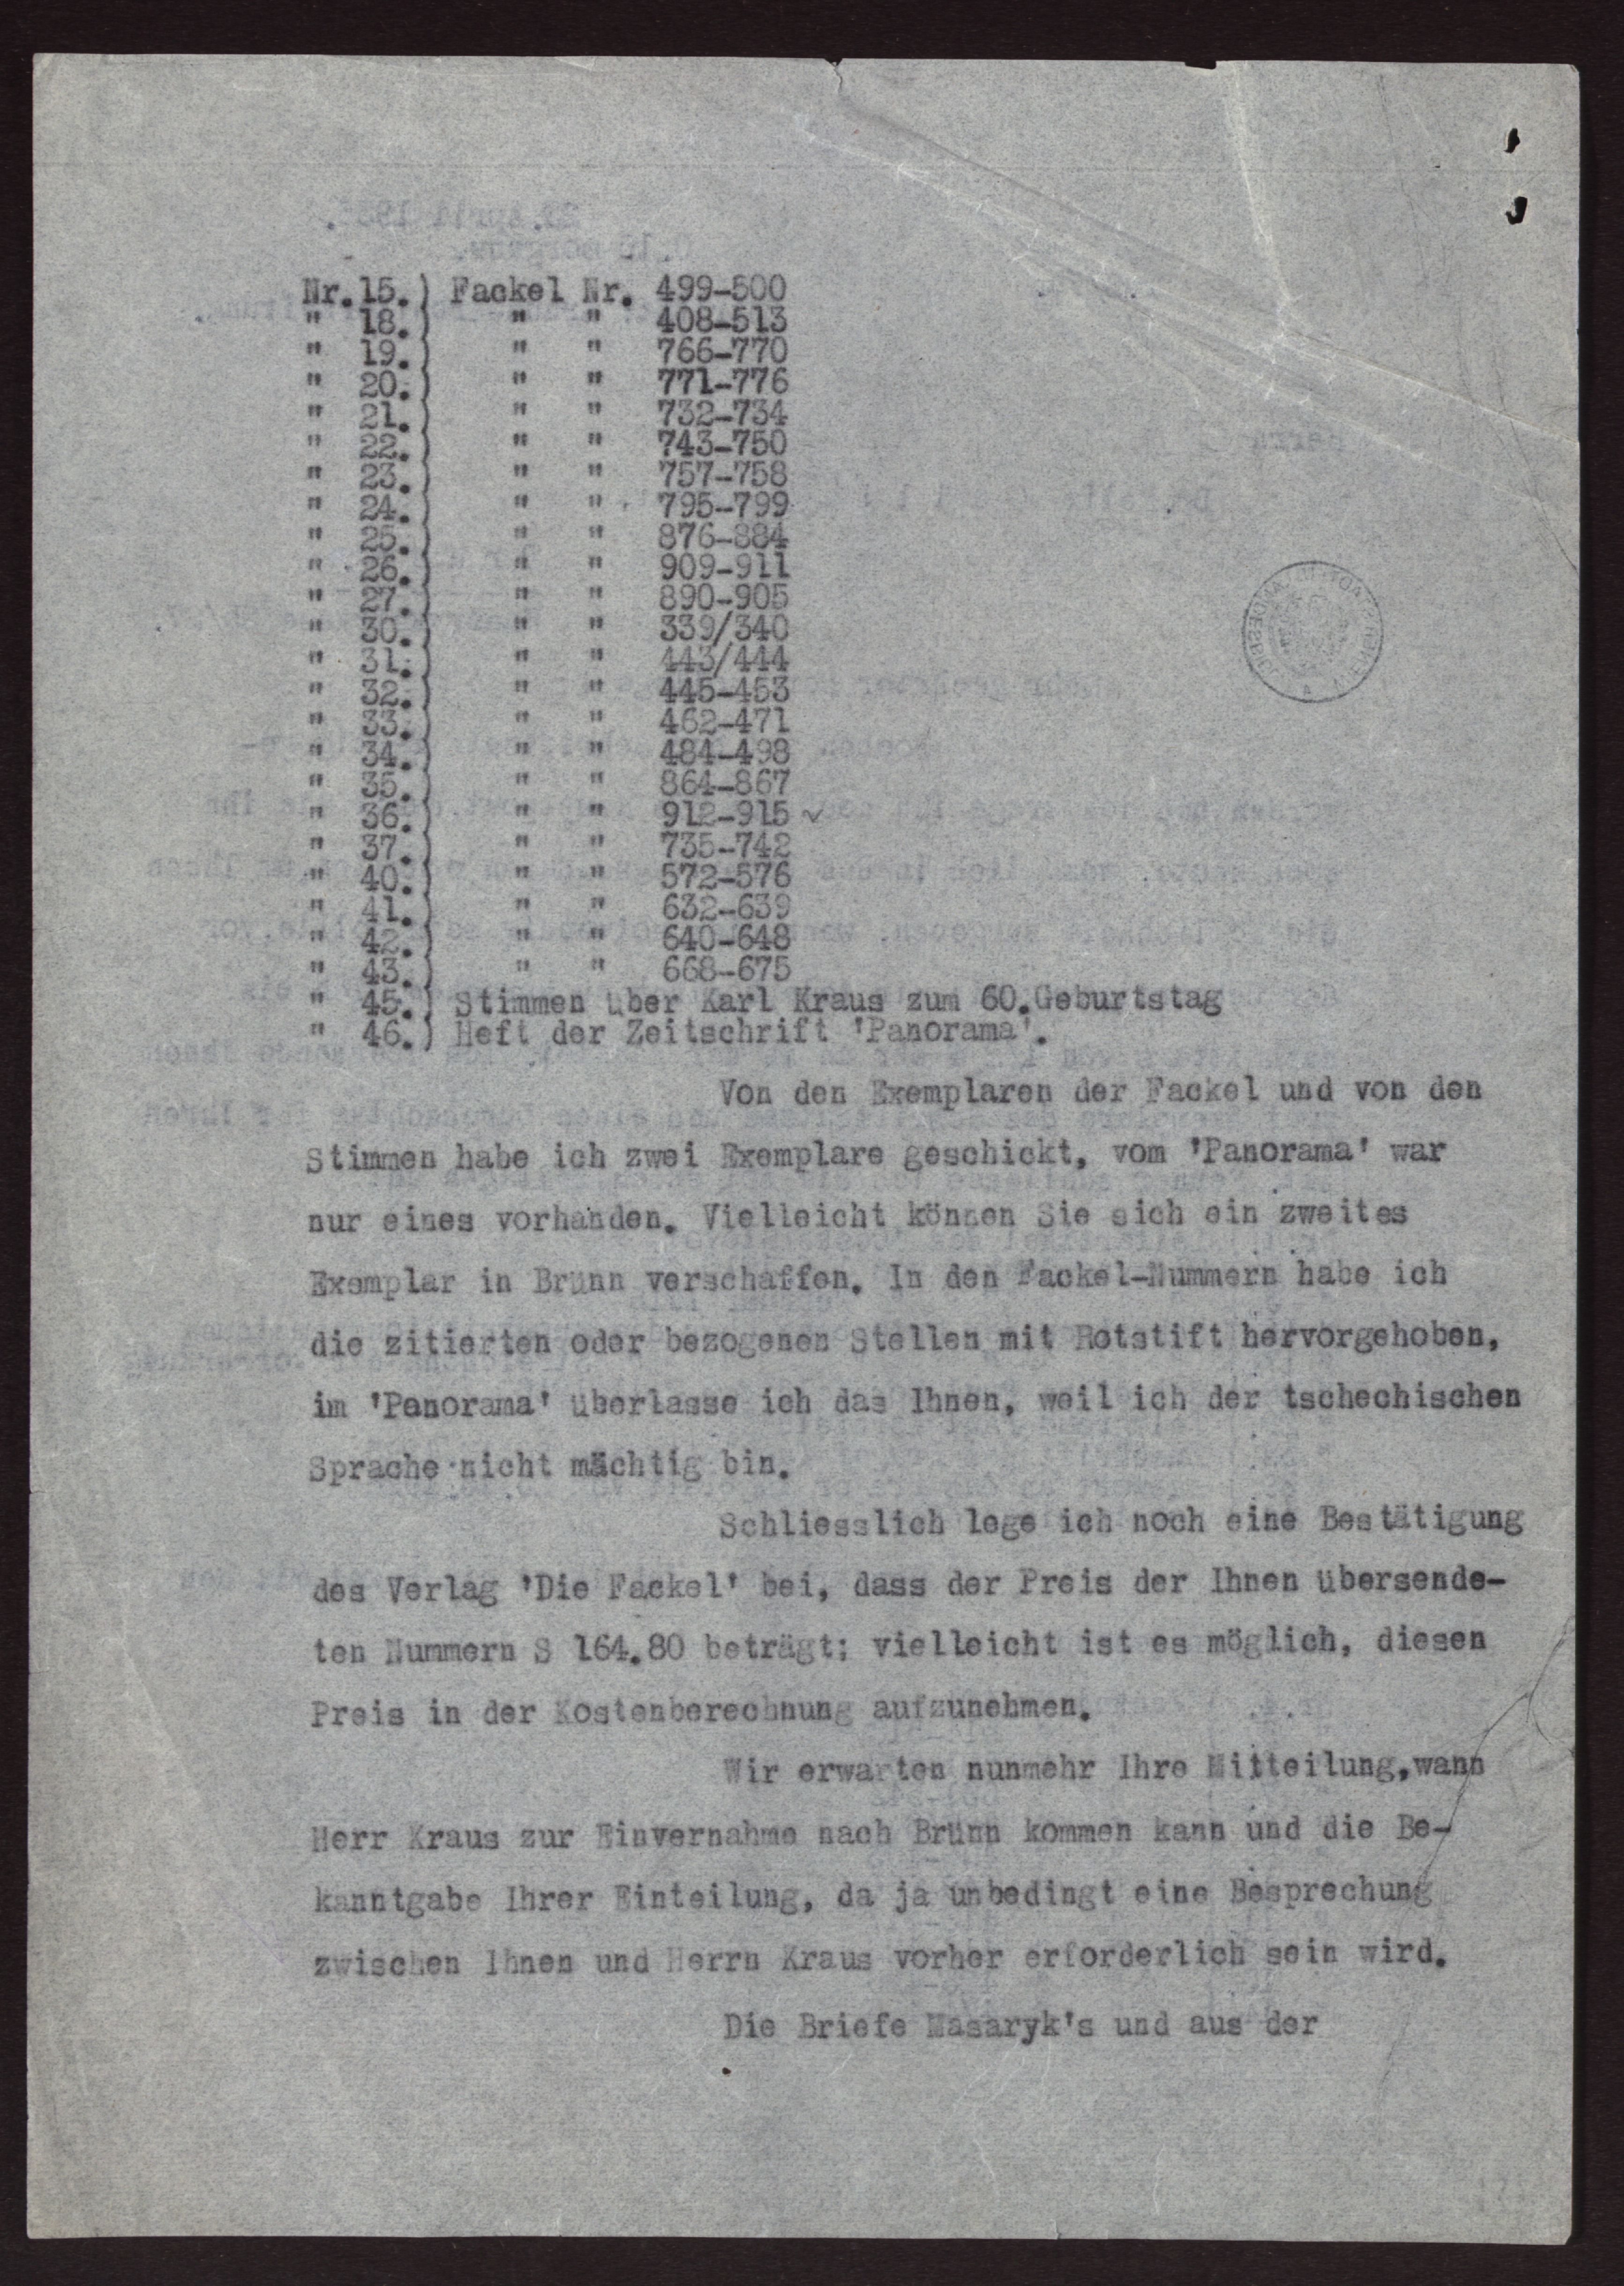 Nr.15.) Fackel Nr. 499-500
" 18.) " " 408-513
" 19.) " " 766-770
" 20.) " " 771-776
" 21.) " " 732-734
" 22.) " " 743-750
" 23.) " " 757-758
" 24.) " " 795-799
" 25.) " " 876-884
" 26.) " " 909-911
" 27.) " " 890-905
" 30.) " " 339/340
" 31.) " " 443/444
" 32.) " " 445-453
" 33.) " " 462-471
" 34.) " " 484-498
" 35.) " " 864-867
" 36.) " " 912-915 ✓
" 37.) " " 735-742
" 40.) " " 572-576
" 41.) " " 632-639
" 42.) " " 640-648
" 43.) " " 668-675
" 45.) Stimmen über Karl Kraus zum 60.Geburtstag
" 46.) Heft der Zeitschrift 'Panorama'.
Von den Exemplaren der Fackel und von den
Stimmen habe ich zwei Exemplare geschickt, vom 'Panorama' war
nur eines vorhanden. Vielleicht können Sie sich ein zweites
Exemplar in Brünn verschaffen. In den Fackel-Nummern habe ich
die zitierten oder bezogenen Stellen mit Rotstift hervorgehoben,
im 'Panorama' überlasse ich das Ihnen, weil ich der tschechischen
Sprache nicht mächtig bin.
Schliesslich lege ich noch eine Bestätigung
des Verlag 'Die Fackel' bei, dass der Preis der Ihnen übersende-
ten Nummern S 164.80 beträgt; vielleicht ist es möglich, diesen
Preis in der Kostenberechnung aufzunehmen.
Wir erwarten nunmehr Ihre Mitteilung,wann
Herr Kraus zur Einvernahme nach Brünn kommen kann und die Be-
kanntgabe Ihrer Einteilung, da ja unbedingt eine Besprechung
zwischen Ihnen und Herrn Kraus vorher erforderlich sein wird.
Die Briefe Masaryk's und aus der